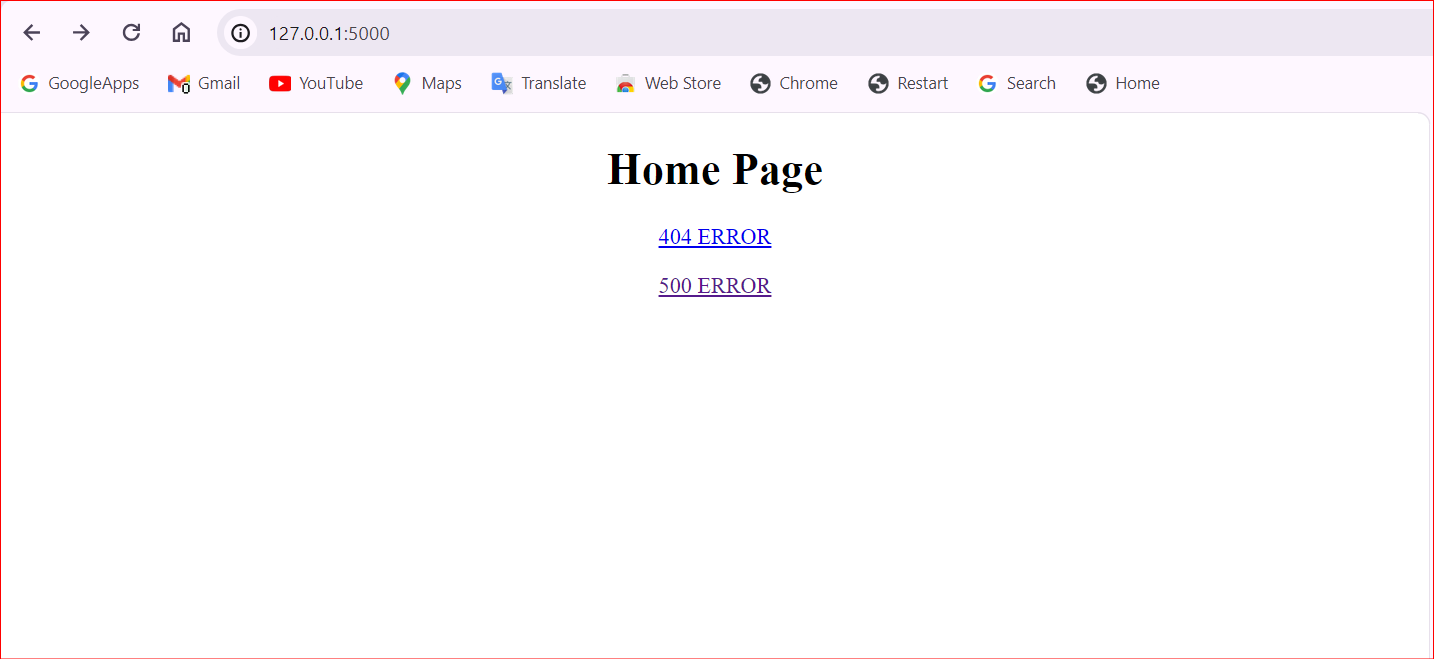 127.0.0.1:5000
GoogleApps Gmail YouTube Maps Translate Web Store Chrome Restart Search Home
Home Page
404 ERROR
500 ERROR